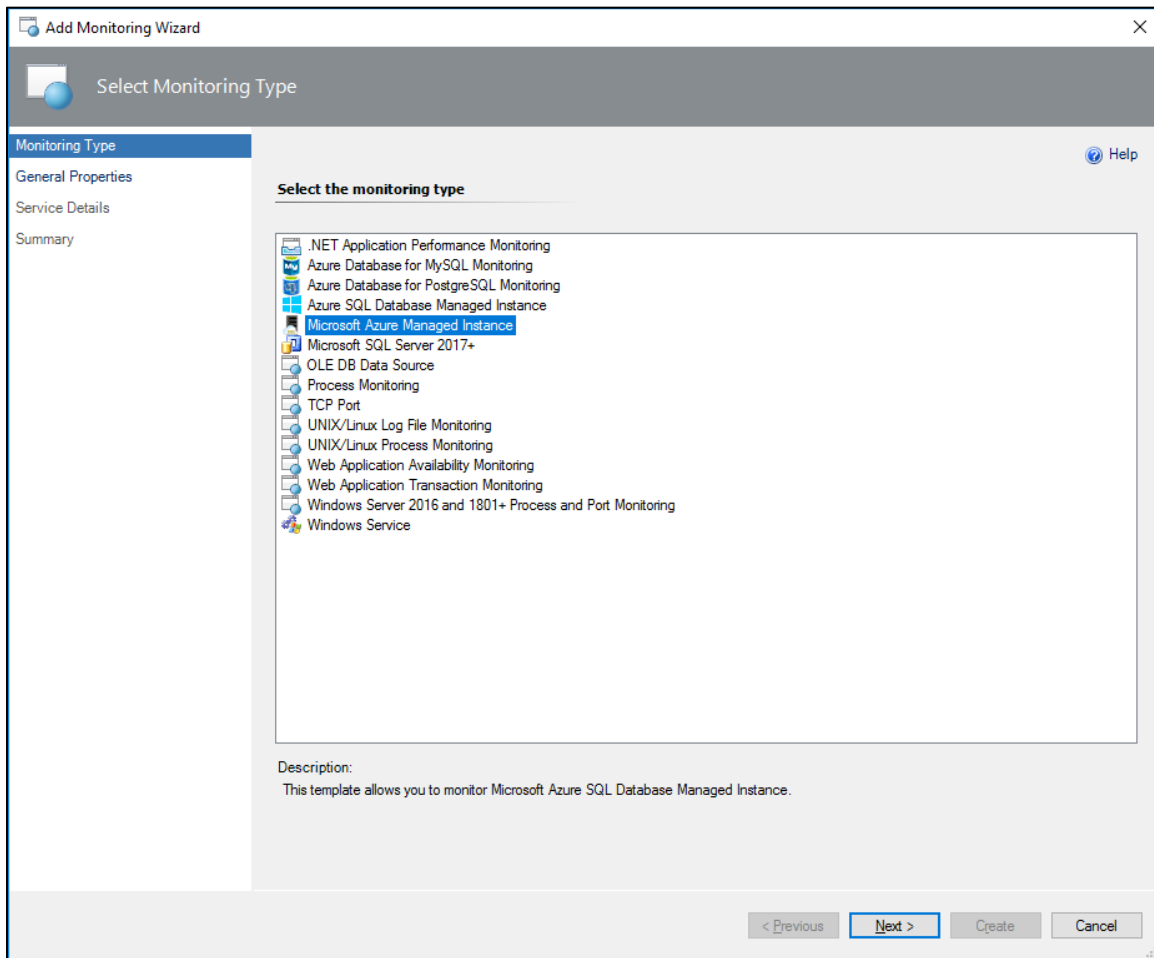 Add Monitoring Wizard
Select Monitoring Type
Monitoring Type
General Properties
Service Details
Summary
Help
Select the monitoring type
.NET Application Performance Monitoring
Azure Database for MySQL Monitoring
Azure Database for PostgreSQL Monitoring
Azure SQL Database Managed Instance
Microsoft Azure Managed Instance
Microsoft SQL Server 2017+
OLE DB Data Source
Process Monitoring
TCP Port
UNIX/Linux Log File Monitoring
UNIX/Linux Process Monitoring
Web Application Availability Monitoring
Web Application Transaction Monitoring
Windows Server 2016 and 1801+ Process and Port Monitoring
Windows Service
Description:
This template allows you to monitor Microsoft Azure SQL Database Managed Instance.
< Previous Next > Create Cancel